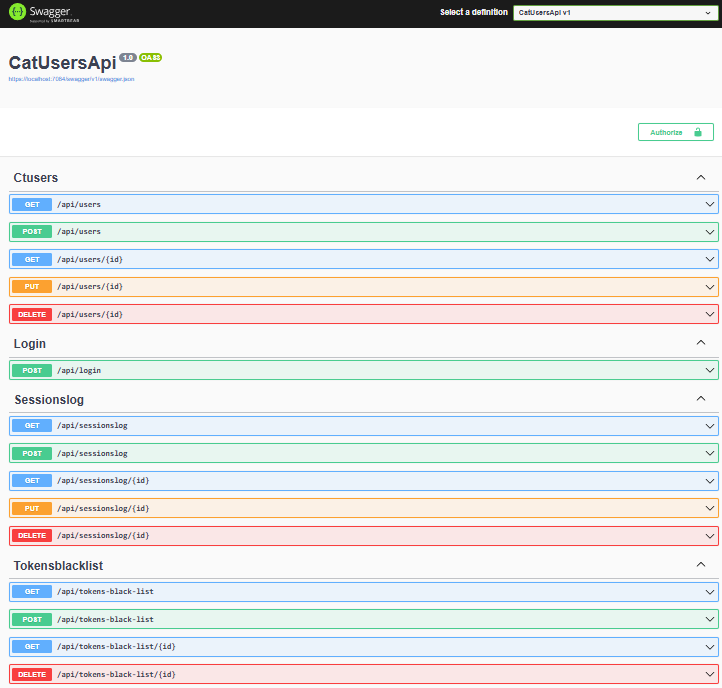 Swagger
Supported by SMARTBEAR
Select a definition
CatUsersApi v1
CatUsersApi 1.0 OAS3
https://localhost:7084/swagger/v1/swagger.json
Authorize
Ctusers
GET /api/users
POST /api/users
GET /api/users/{id}
PUT /api/users/{id}
DELETE /api/users/{id}
Login
POST /api/login
Sessionslog
GET /api/sessionslog
POST /api/sessionslog
GET /api/sessionslog/{id}
PUT /api/sessionslog/{id}
DELETE /api/sessionslog/{id}
Tokensblacklist
GET /api/tokens-black-list
POST /api/tokens-black-list
GET /api/tokens-black-list/{id}
DELETE /api/tokens-black-list/{id}